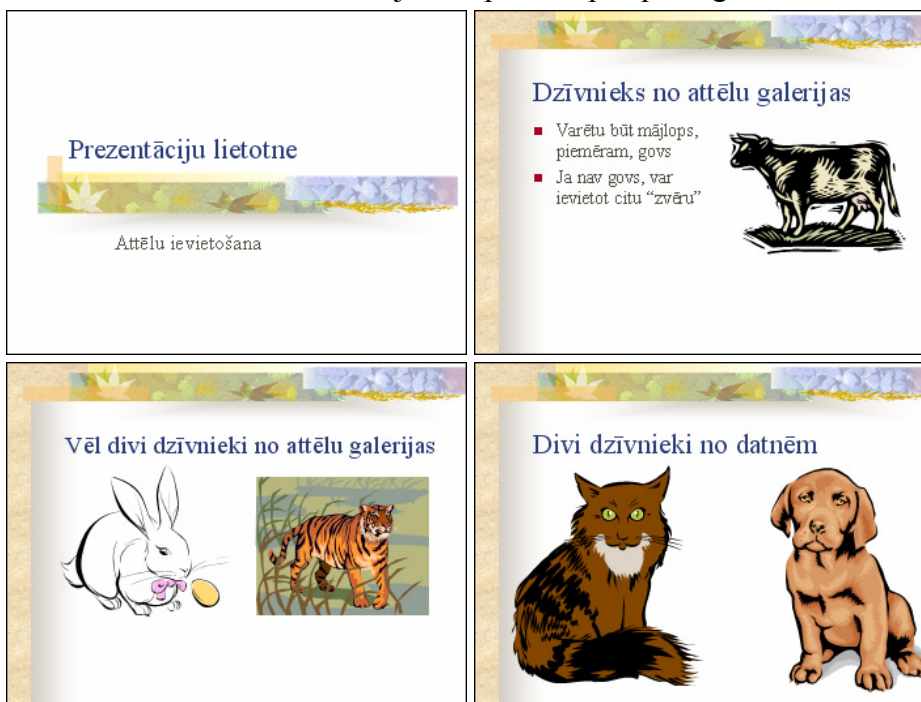 Prezentāciju lietotne
Attēlu ievietošana
Dzīvnieks no attēlu galerijas
Varētu būt mājlops,
piemēram, govs
Ja nav govs, var
ievietot citu “zvēru”
Vēl divi dzīvnieki no attēlu galerijas
Divi dzīvnieki no datnēm